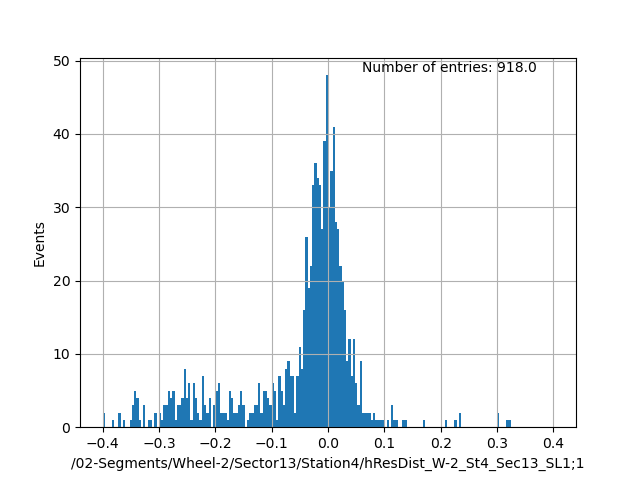 Number of entries: 918.0
50
40
30
20
10
0
Events
−0.4 −0.3 −0.2 −0.1 0.0 0.1 0.2 0.3 0.4
/02-Segments/Wheel-2/Sector13/Station4/hResDist_W-2_St4_Sec13_SL1;1